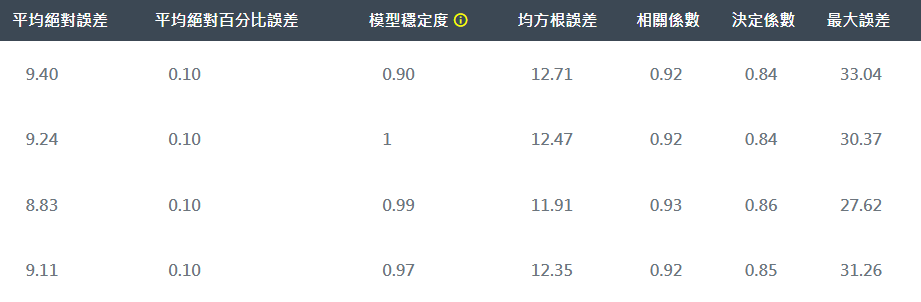 平均絕對誤差 平均絕對百分比誤差 模型穩定度 均方根誤差 相關係數 決定係數 最大誤差
9.40 0.10 0.90 12.71 0.92 0.84 33.04
9.24 0.10 1 12.47 0.92 0.84 30.37
8.83 0.10 0.99 11.91 0.93 0.86 27.62
9.11 0.10 0.97 12.35 0.92 0.85 31.26